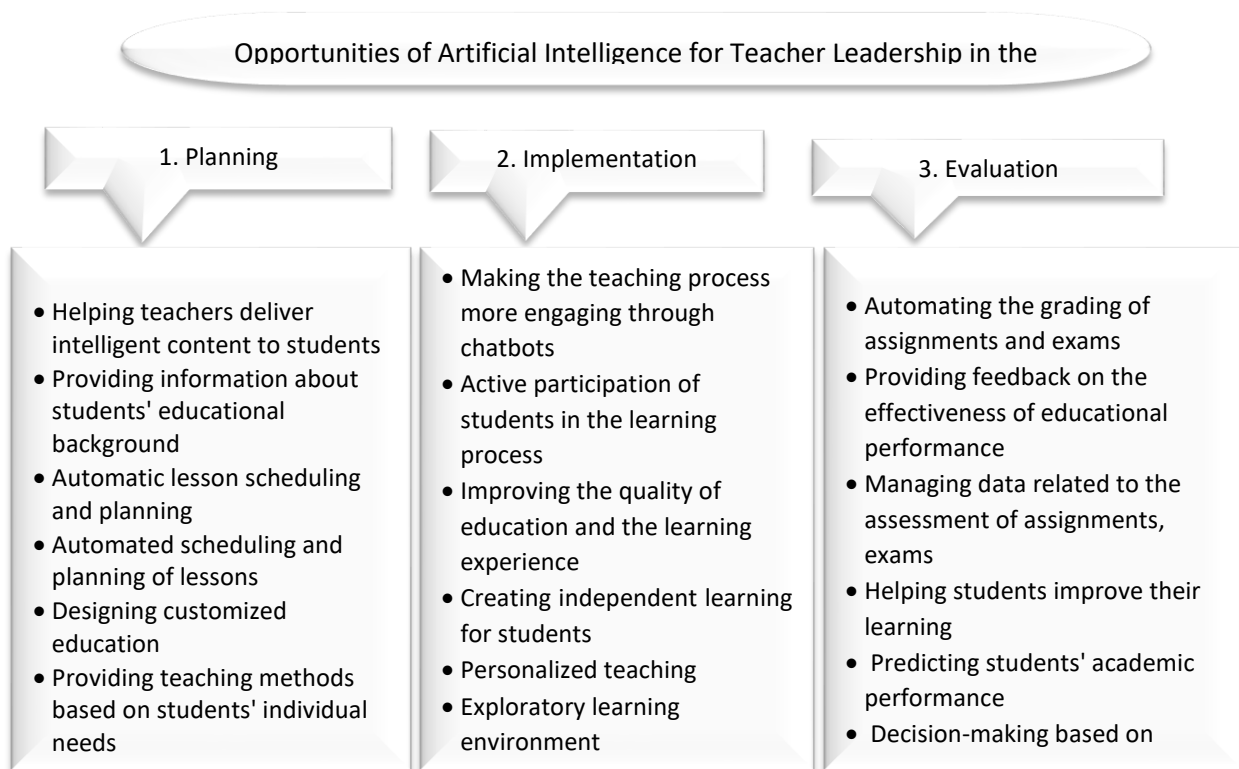 Opportunities of Artificial Intelligence for Teacher Leadership in the
1. Planning
• Helping teachers deliver
intelligent content to students
• Providing information about
students' educational
background
• Automatic lesson scheduling
and planning
• Automated scheduling and
planning of lessons
• Designing customized
education
• Providing teaching methods
based on students' individual
needs
2. Implementation
• Making the teaching process
more engaging through
chatbots
• Active participation of
students in the learning
process
• Improving the quality of
education and the learning
experience
• Creating independent learning
for students
• Personalized teaching
• Exploratory learning
environment
3. Evaluation
• Automating the grading of
assignments and exams
• Providing feedback on the
effectiveness of educational
performance
• Managing data related to the
assessment of assignments,
exams
• Helping students improve their
learning
• Predicting students' academic
performance
• Decision-making based on